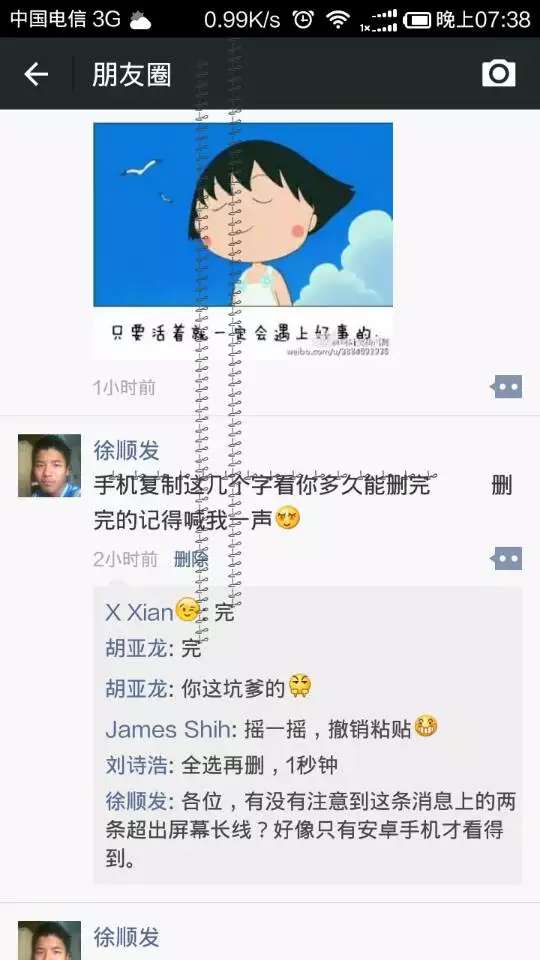 中国电信 3G 0.99K/s 晚上07:38
朋友圈
只要活着就一定会遇上好事的.
1小时前
徐顺发
手机复制这几个字看你多久能删完 删
完的记得喊我一声
2小时前 删除
X Xian: 完
胡亚龙: 完
胡亚龙: 你这坑爹的
James Shih: 摇一摇，撤销粘贴
刘诗浩: 全选再删，1秒钟
徐顺发: 各位，有没有注意到这条消息上的两
条超出屏幕长线？好像只有安卓手机才看得
到。
徐顺发